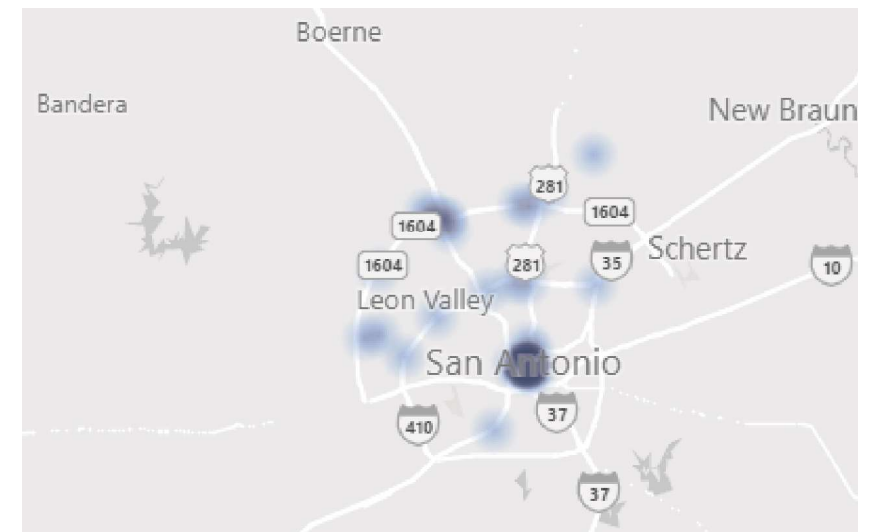 Boerne
Bandera
New Braun
281
1604
1604
Schertz
35
281
1604
10
Leon Valley
San Antonio
37
410
37